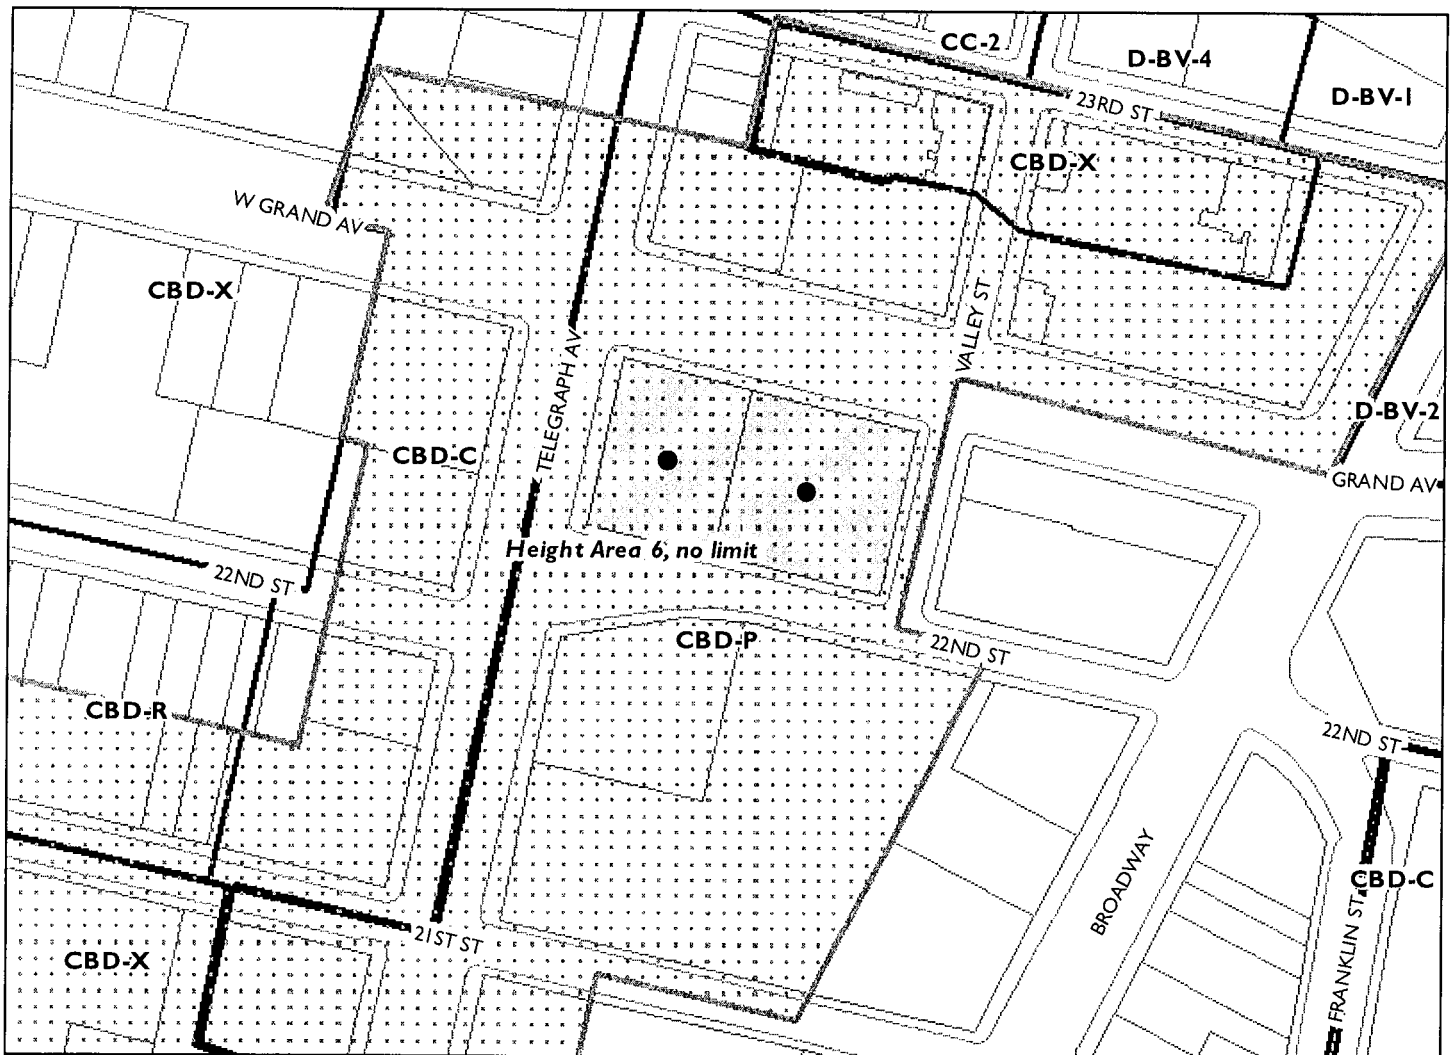 CC-2
D-BV-4
D-BV-1
23RD ST
CBD-X
W GRAND AV
CBD-X
VALLEY ST
TELEGRAPH AV
D-BV-2
CBD-C
GRAND AV
Height Area 6, no limit
22ND ST
CBD-P
22ND ST
CBD-R
22ND ST
BROADWAY
CBD-C
21ST ST
CBD-X
FRANKLIN ST